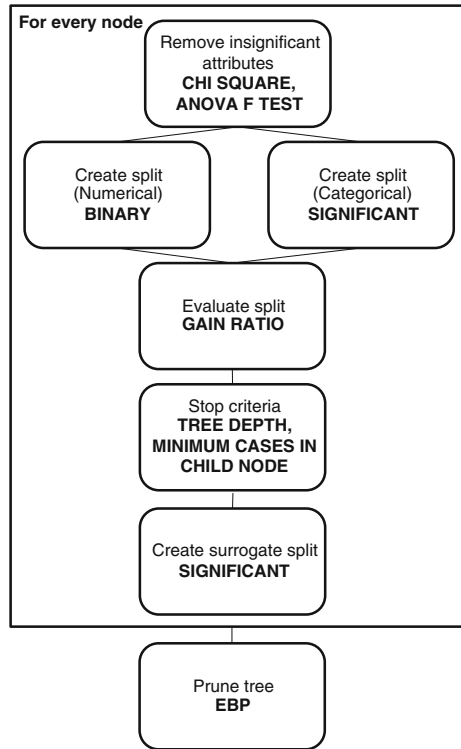 For every node
Remove insignificant
attributes
CHI SQUARE,
ANOVA F TEST
Create split
(Numerical)
BINARY
Create split
(Categorical)
SIGNIFICANT
Evaluate split
GAIN RATIO
Stop criteria
TREE DEPTH,
MINIMUM CASES IN
CHILD NODE
Create surrogate split
SIGNIFICANT
Prune tree
EBP